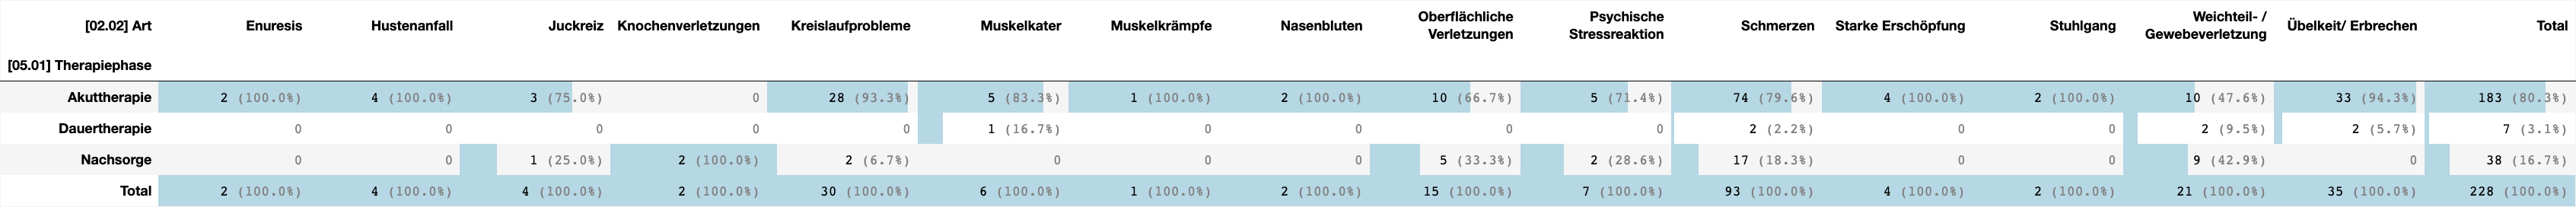 [02.02] Art Enuresis Hustenanfall Juckreiz Knochenverletzungen Kreislaufprobleme Muskelkater Muskelkrämpfe Nasenbluten Oberflächliche Verletzungen Psychische Stressreaktion Schmerzen Starke Erschöpfung Stuhlgang Weichteil- / Gewebeverletzung Übelkeit/ Erbrechen Total
[05.01] Therapiephase
Akuttherapie 2 (100.0%) 4 (100.0%) 3 (75.0%) 0 28 (93.3%) 5 (83.3%) 1 (100.0%) 2 (100.0%) 10 (66.7%) 5 (71.4%) 74 (79.6%) 4 (100.0%) 2 (100.0%) 10 (47.6%) 33 (94.3%) 183 (80.3%)
Dauertherapie 0 0 0 0 0 1 (16.7%) 0 0 0 0 2 (2.2%) 0 0 2 (9.5%) 2 (5.7%) 7 (3.1%)
Nachsorge 0 0 1 (25.0%) 2 (100.0%) 2 (6.7%) 0 0 0 5 (33.3%) 2 (28.6%) 17 (18.3%) 0 0 9 (42.9%) 0 38 (16.7%)
Total 2 (100.0%) 4 (100.0%) 4 (100.0%) 2 (100.0%) 30 (100.0%) 6 (100.0%) 1 (100.0%) 2 (100.0%) 15 (100.0%) 7 (100.0%) 93 (100.0%) 4 (100.0%) 2 (100.0%) 21 (100.0%) 35 (100.0%) 228 (100.0%)